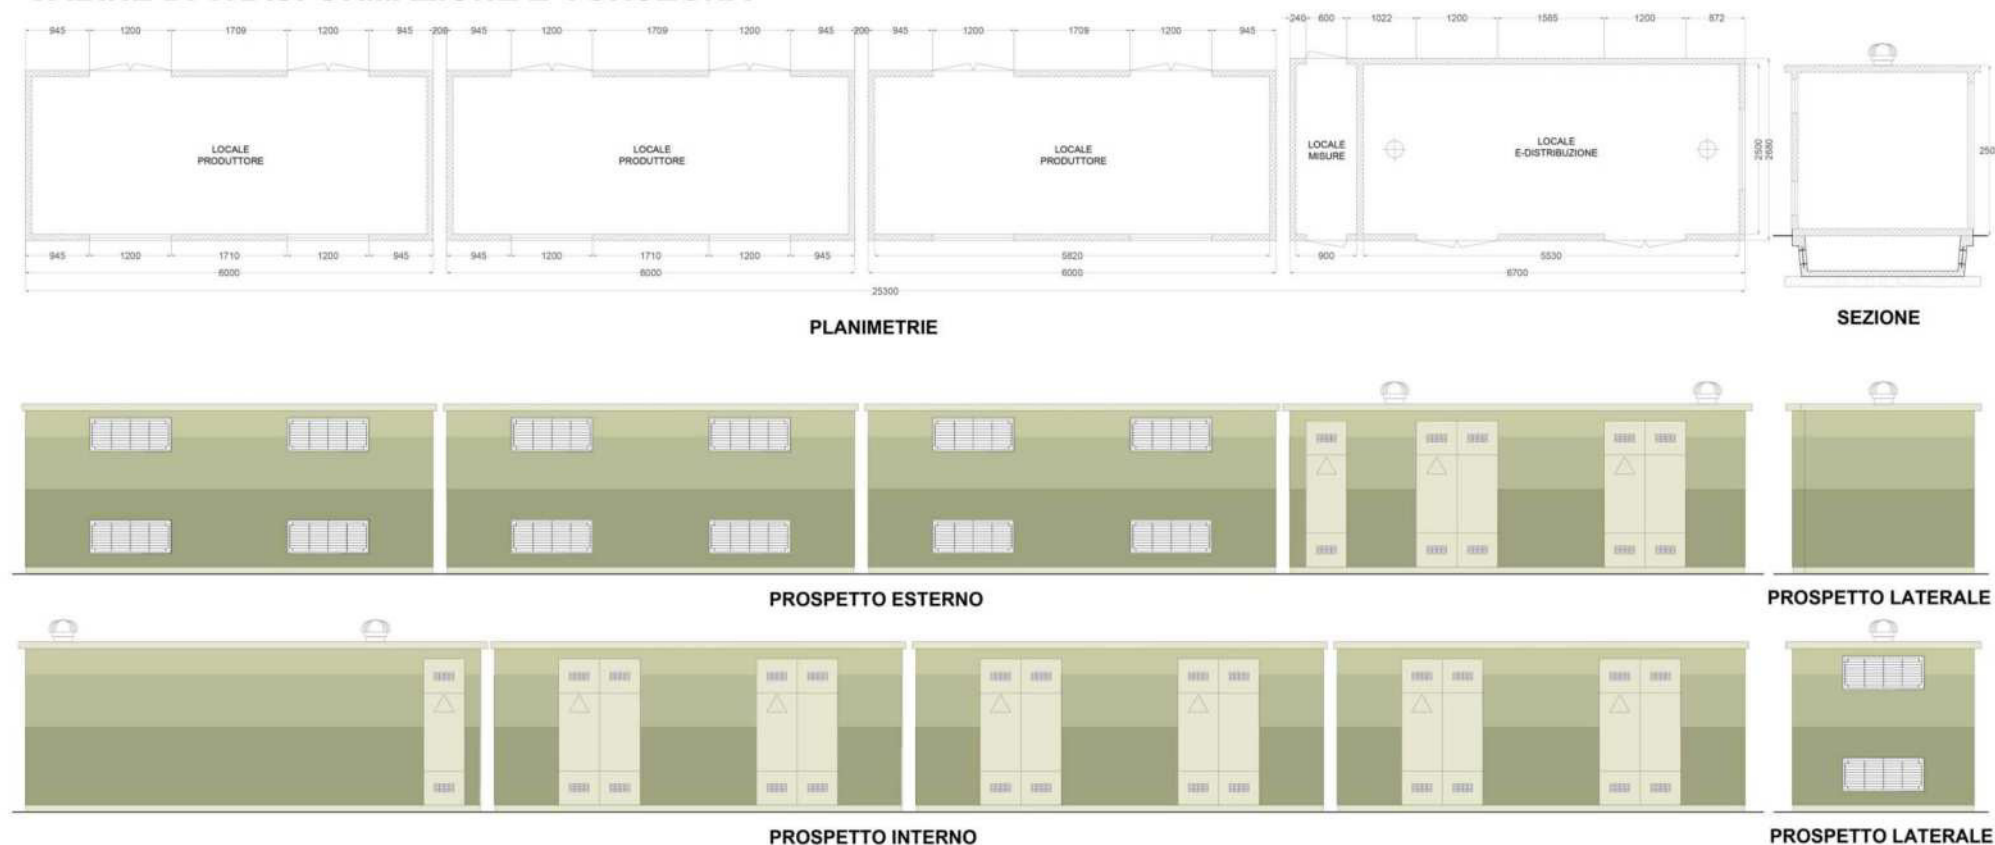 945 1200 1709 1200 945 200 945 1200 1709 1200 945 200 945 1200 1709 1200 945 240 600 1022 1200 1585 1200 872
LOCALE
PRODUTTORE
LOCALE
PRODUTTORE
LOCALE
PRODUTTORE
LOCALE
MISURE
LOCALE
E-DISTRIBUZIONE
2500
2680
250
945 1200 1710 1200 945 945 1200 1710 1200 945 5820 900 5530
6000 6000 6000 6700
25300
PLANIMETRIE
SEZIONE
PROSPETTO ESTERNO
PROSPETTO LATERALE
PROSPETTO INTERNO
PROSPETTO LATERALE